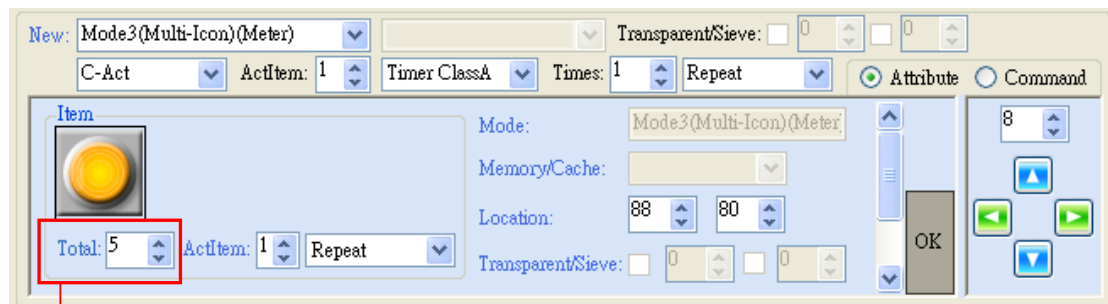 New: Mode3(Multi-Icon)(Meter) Transparent/Sieve: 0 0
C-Act ActItem: 1 Timer ClassA Times: 1 Repeat Attribute Command
Item
Mode: Mode3(Multi-Icon)(Meter)
8
Memory/Cache:
Location: 88 80
Total: 5 ActItem: 1 Repeat
OK
Transparent/Sieve: 0 0